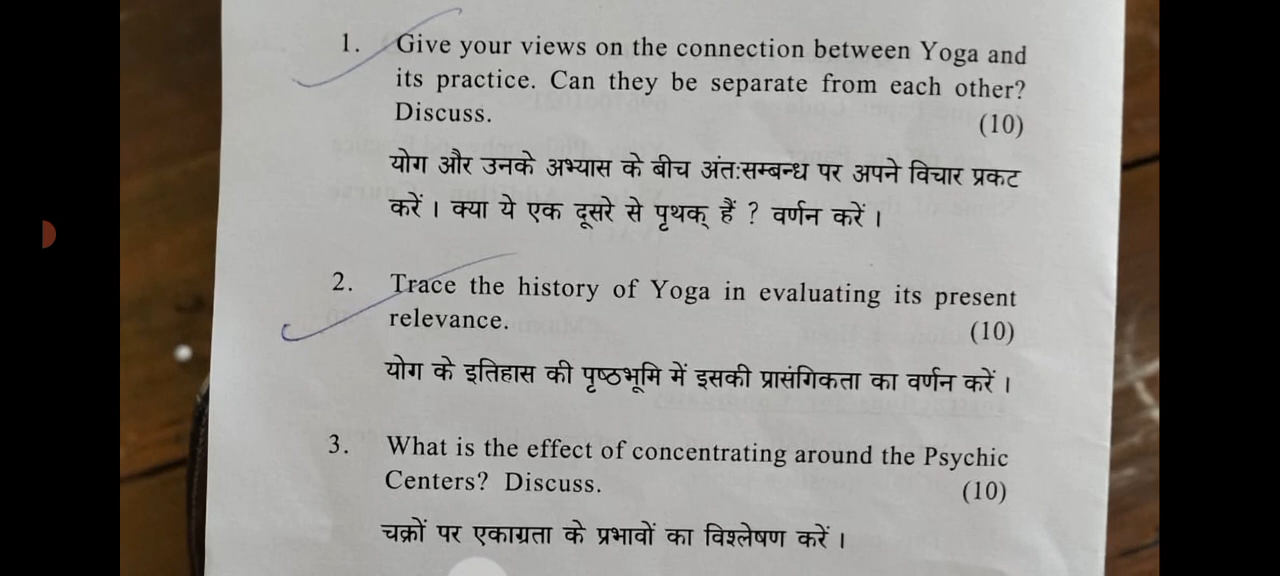 1. Give your views on the connection between Yoga and
its practice. Can they be separate from each other?
Discuss. (10)
योग और उनके अभ्यास के बीच अंत:सम्बन्ध पर अपने विचार प्रकट
करें । क्या ये एक दूसरे से पृथक् हैं ? वर्णन करें ।
2. Trace the history of Yoga in evaluating its present
relevance. (10)
योग के इतिहास की पृष्ठभूमि में इसकी प्रासंगिकता का वर्णन करें ।
3. What is the effect of concentrating around the Psychic
Centers? Discuss. (10)
चक्रों पर एकाग्रता के प्रभावों का विश्लेषण करें ।